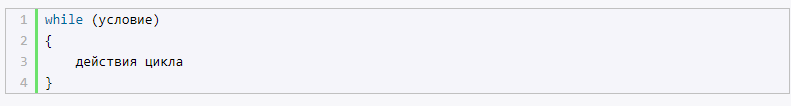 1 while (условие)
2 {
3     действия цикла
4 }